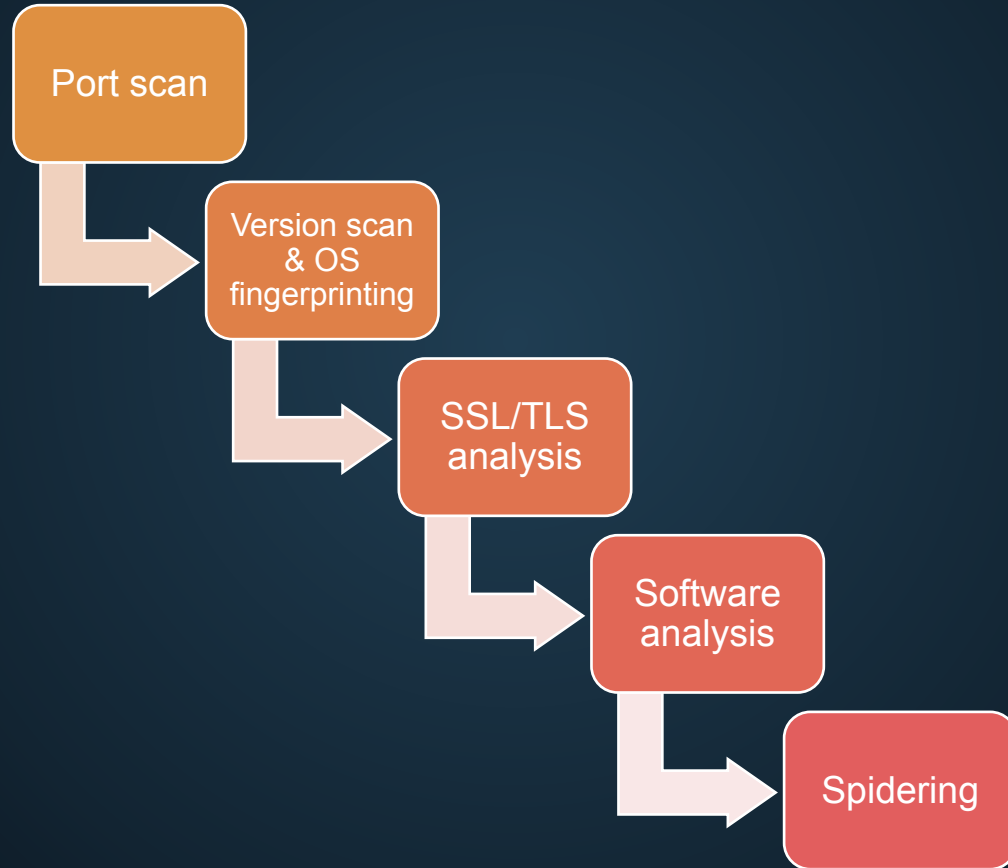 Port scan
Version scan
& OS
fingerprinting
SSL/TLS
analysis
Software
analysis
Spidering